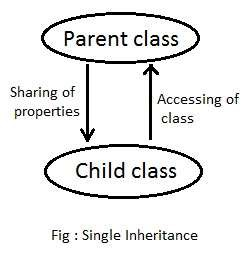 Parent class
Sharing of
properties
Accessing of
class
Child class
Fig : Single Inheritance